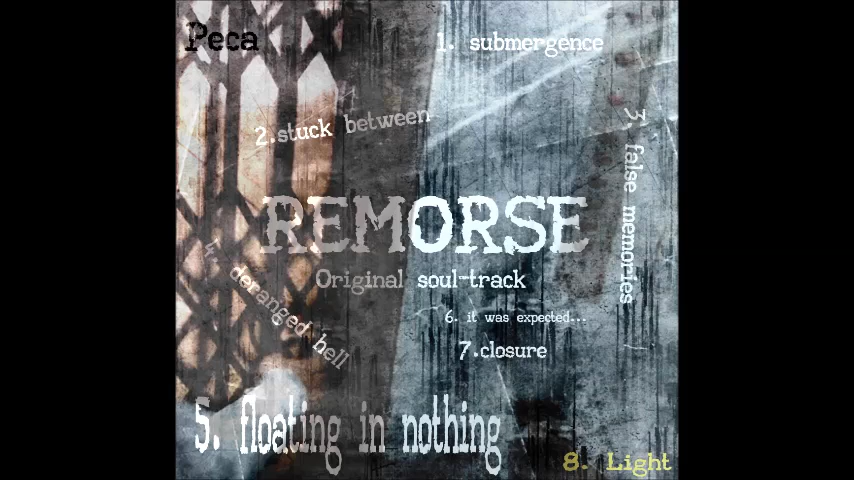 Peca
1. submergence
2.stuck between
3. false memories
REMORSE
Original soul-track
4. deranged hell
6. it was expected...
7.closure
5. floating in nothing
8. Light